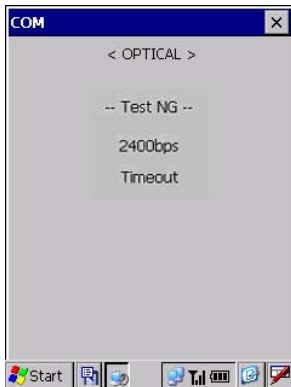 COM
< OPTICAL >
-- Test NG --
2400bps
Timeout
Start